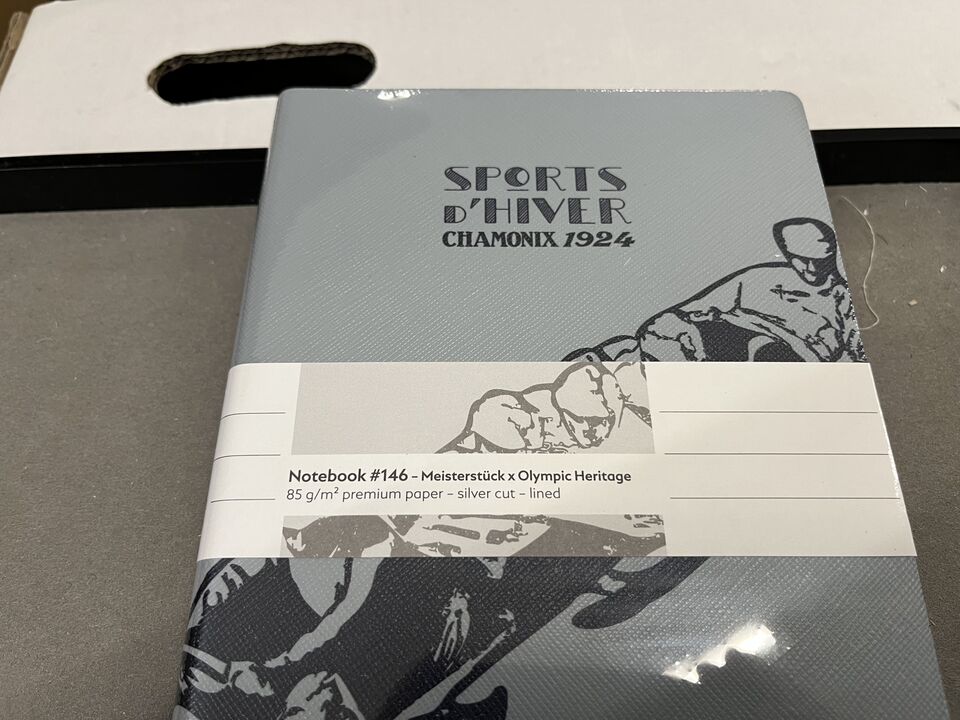 SPORTS
D'HIVER
CHAMONIX 1924
Notebook #146 – Meisterstück x Olympic Heritage
85 g/m² premium paper – silver cut – lined